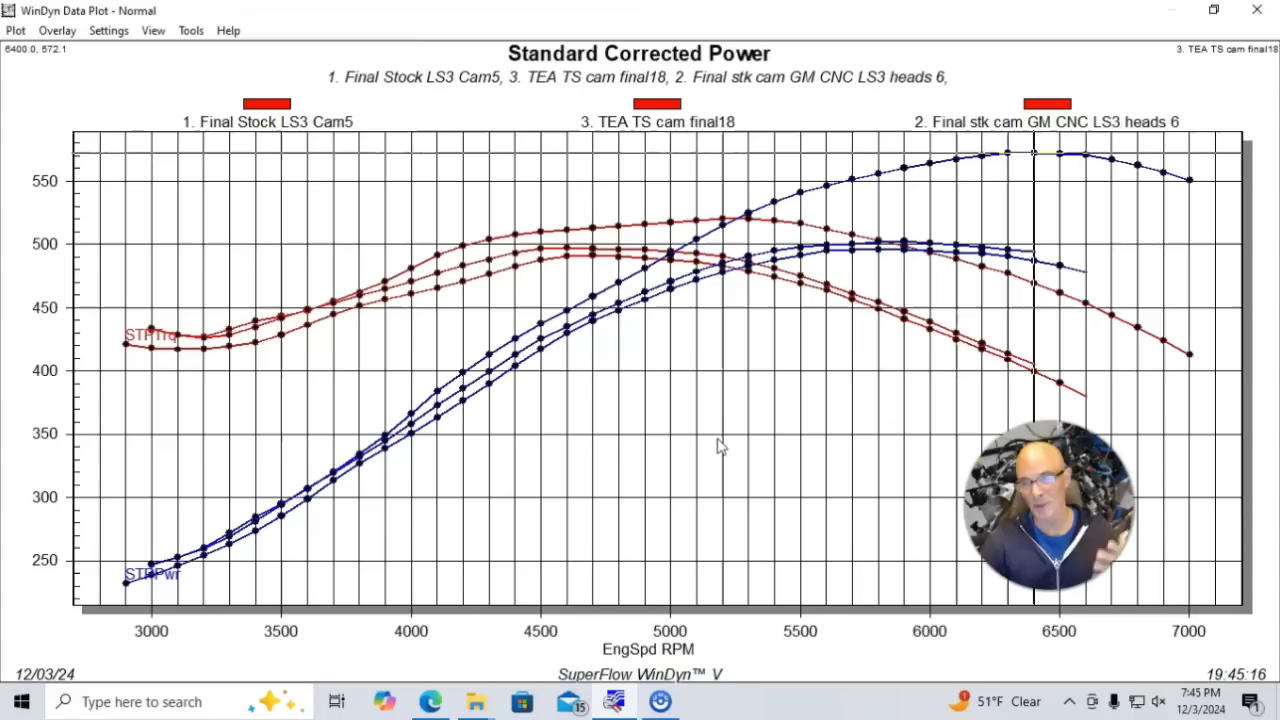 WinDyn Data Plot - Normal
Plot Overlay Settings View Tools Help
6400.0, 572.1
3. TEA TS cam final18
Standard Corrected Power
1. Final Stock LS3 Cam5, 3. TEA TS cam final18, 2. Final stk cam GM CNC LS3 heads 6,
1. Final Stock LS3 Cam5 3. TEA TS cam final18 2. Final stk cam GM CNC LS3 heads 6
550
500
450
STPTrq
400
350
300
250
STPPwr
3000 3500 4000 4500 5000 5500 6000 6500 7000
EngSpd RPM
12/03/24 SuperFlow WinDyn™ V 19:45:16
Type here to search
15
51°F Clear
7:45 PM
12/3/2024
1